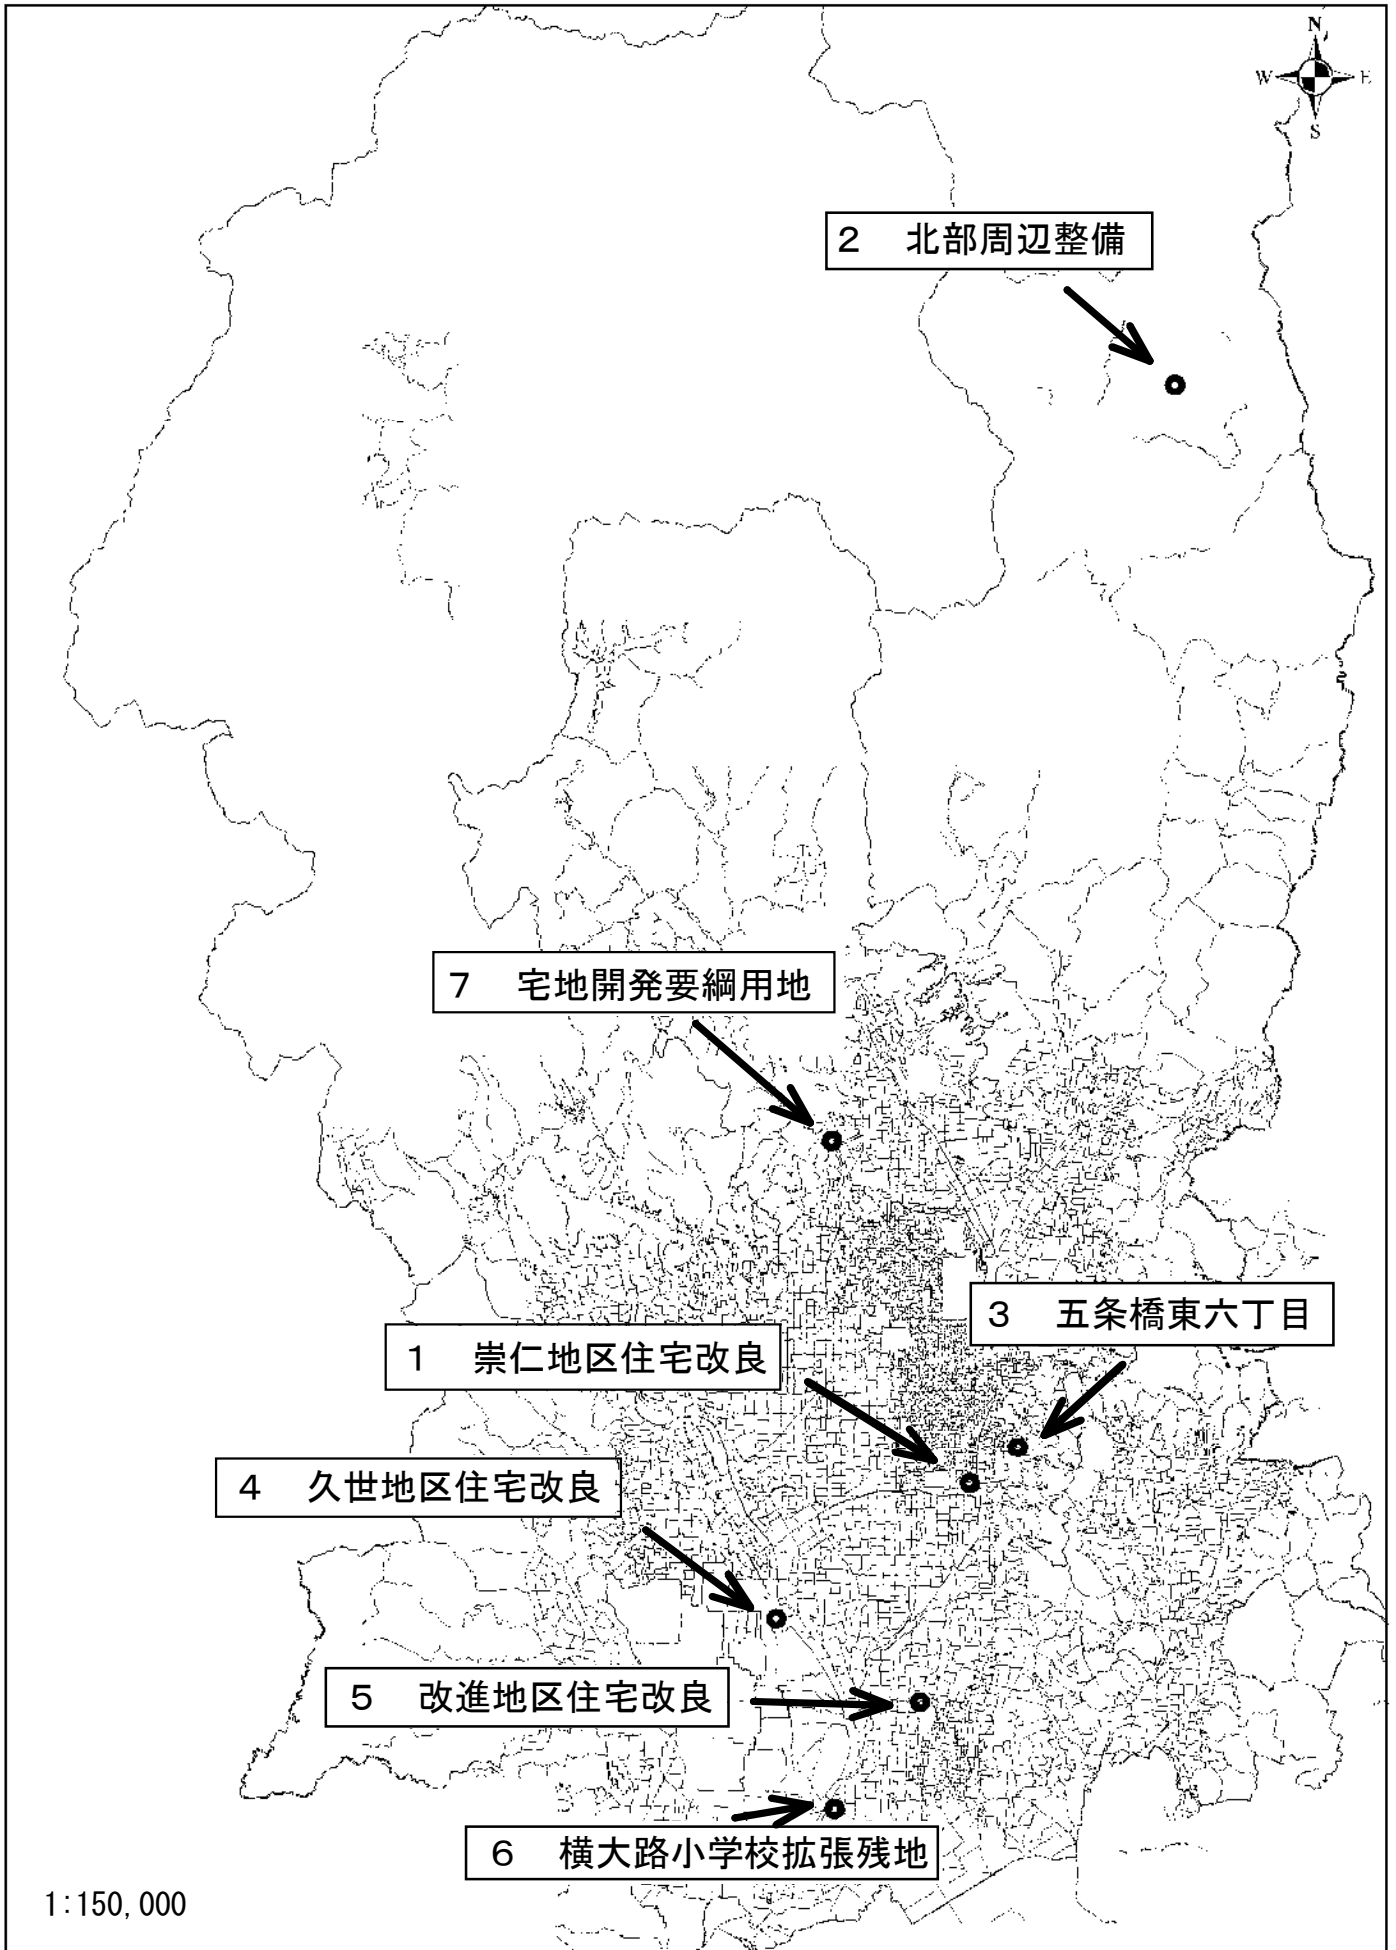 N
W E
S
２　北部周辺整備
７　宅地開発要綱用地
３　五条橋東六丁目
１　崇仁地区住宅改良
４　久世地区住宅改良
５　改進地区住宅改良
６　横大路小学校拡張残地
1:150,000